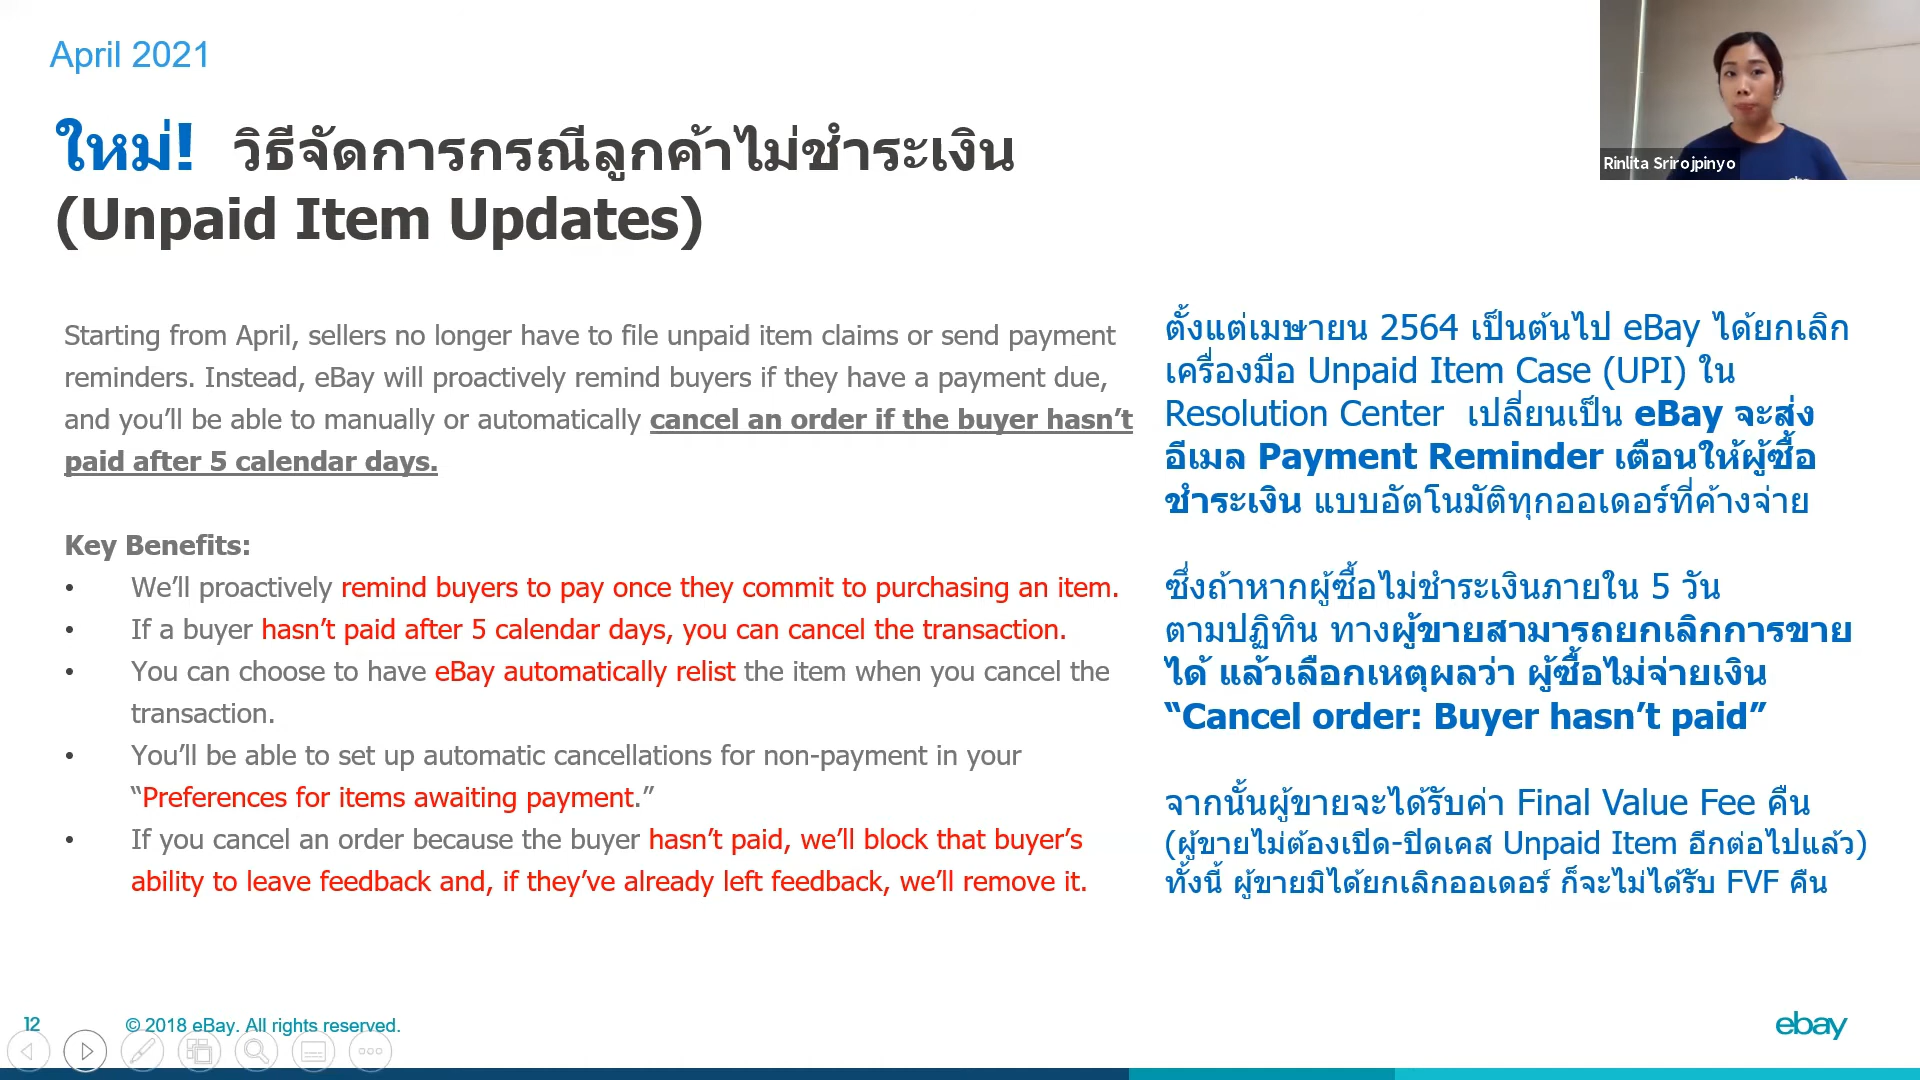 April 2021
ใหม่! วิธีจัดการกรณีลูกค้าไม่ชำระเงิน
(Unpaid Item Updates)
Rinlita Srirojpinyo
Starting from April, sellers no longer have to file unpaid item claims or send payment
reminders. Instead, eBay will proactively remind buyers if they have a payment due,
and you’ll be able to manually or automatically cancel an order if the buyer hasn’t
paid after 5 calendar days.
Key Benefits:
• We’ll proactively remind buyers to pay once they commit to purchasing an item.
• If a buyer hasn’t paid after 5 calendar days, you can cancel the transaction.
• You can choose to have eBay automatically relist the item when you cancel the
transaction.
• You’ll be able to set up automatic cancellations for non-payment in your
“Preferences for items awaiting payment.”
• If you cancel an order because the buyer hasn’t paid, we’ll block that buyer’s
ability to leave feedback and, if they’ve already left feedback, we’ll remove it.
ตั้งแต่เมษายน 2564 เป็นต้นไป eBay ได้ยกเลิก
เครื่องมือ Unpaid Item Case (UPI) ใน
Resolution Center เปลี่ยนเป็น eBay จะส่ง
อีเมล Payment Reminder เตือนให้ผู้ซื้อ
ชำระเงิน แบบอัตโนมัติทุกออเดอร์ที่ค้างจ่าย
ซึ่งถ้าหากผู้ซื้อไม่ชำระเงินภายใน 5 วัน
ตามปฏิทิน ทางผู้ขายสามารถยกเลิกการขาย
ได้ แล้วเลือกเหตุผลว่า ผู้ซื้อไม่จ่ายเงิน
“Cancel order: Buyer hasn’t paid”
จากนั้นผู้ขายจะได้รับค่า Final Value Fee คืน
(ผู้ขายไม่ต้องเปิด-ปิดเคส Unpaid Item อีกต่อไปแล้ว)
ทั้งนี้ ผู้ขายมิได้ยกเลิกออเดอร์ ก็จะไม่ได้รับ FVF คืน
12
© 2018 eBay. All rights reserved.
ebay